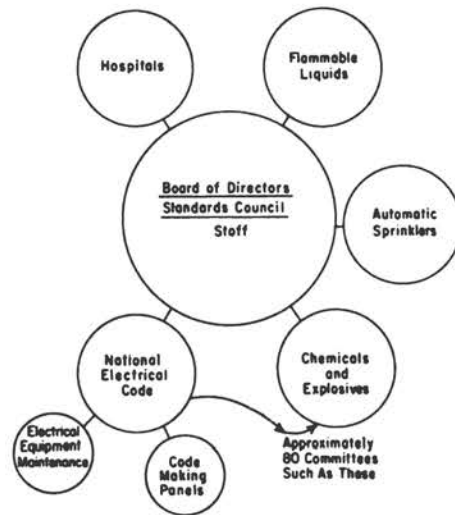 Hospitals
Flammable
Liquids
Board of Directors
Standards Council
Staff
Automatic
Sprinklers
National
Electrical
Code
Chemicals
and
Explosives
Electrical
Equipment
Maintenance
Code
Making
Panels
Approximately
80 Committees
Such As These